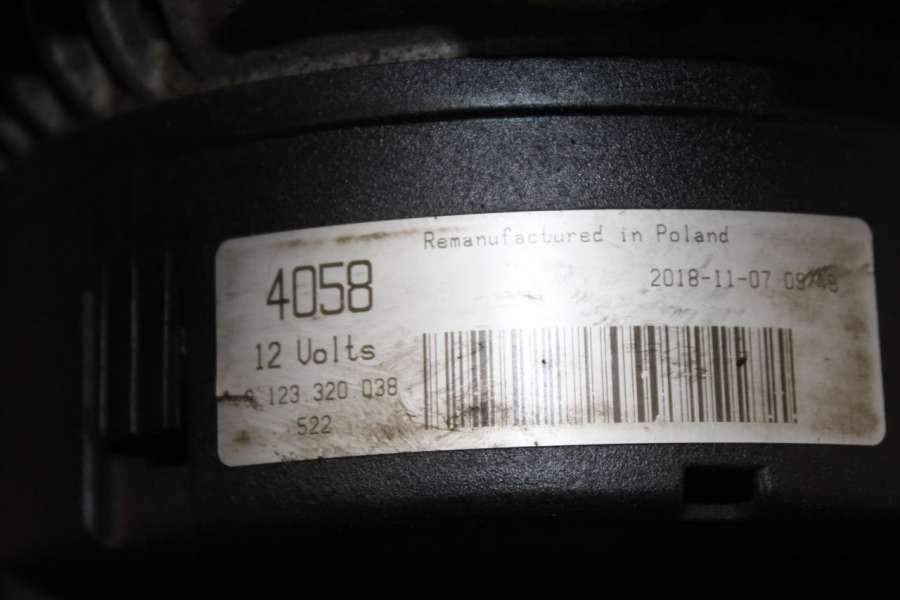 Remanufactured in Poland
4058
2018-11-07
12 Volts
123 320 038
522